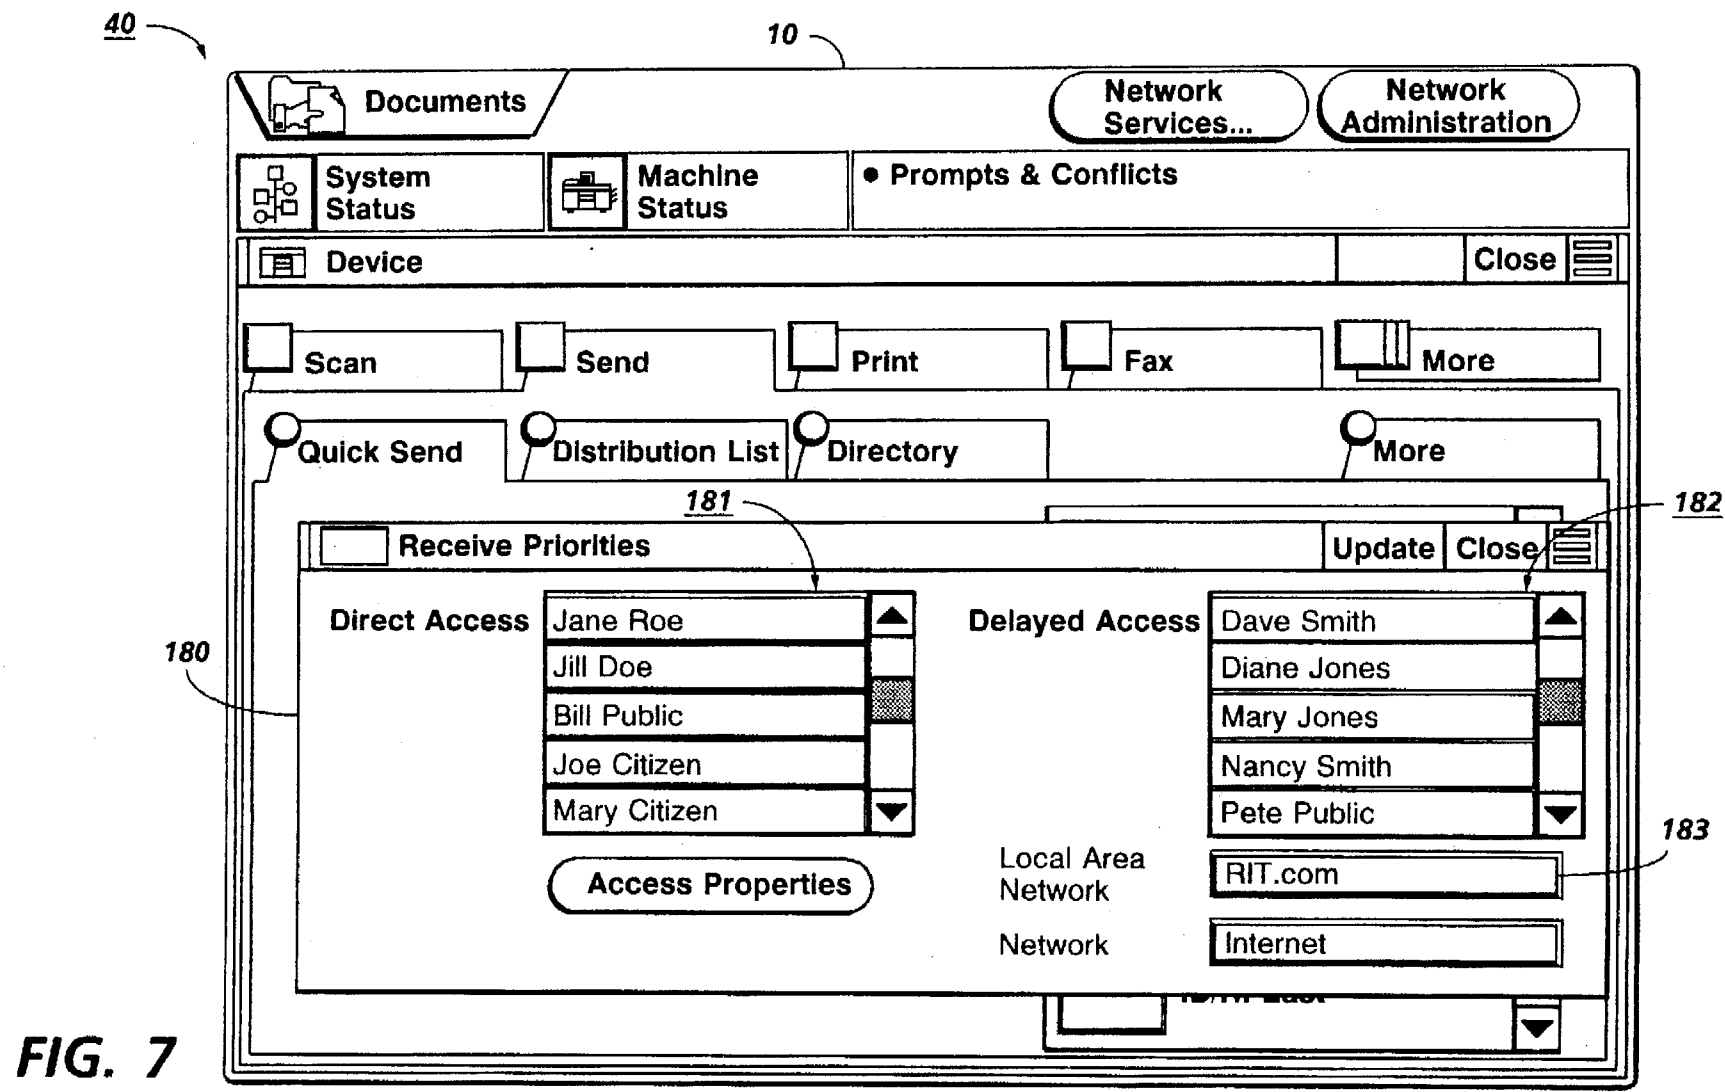 40
10
Documents
Network
Services...
Network
Administration
System
Status
Machine
Status
• Prompts & Conflicts
Device
Close
Scan
Send
Print
Fax
More
Quick Send
Distribution List
Directory
More
181
182
Receive Priorities
Update
Close
180
Direct Access
Jane Roe
Jill Doe
Bill Public
Joe Citizen
Mary Citizen
Delayed Access
Dave Smith
Diane Jones
Mary Jones
Nancy Smith
Pete Public
183
Access Properties
Local Area
Network
RIT.com
Network
Internet
FIG. 7